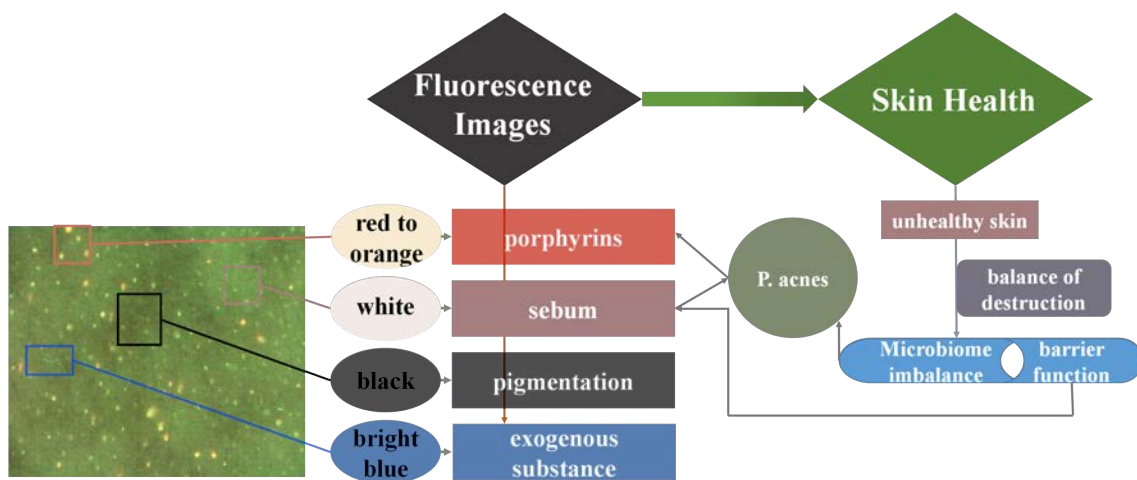 Fluorescence
Images
Skin Health
red to
orange
porphyrins
white
sebum
black
pigmentation
bright
blue
exogenous
substance
P. acnes
unhealthy skin
balance of
destruction
Microbiome
imbalance
barrier
function